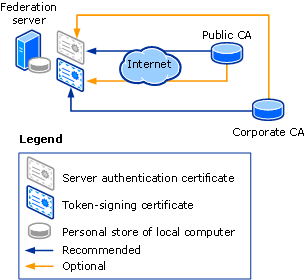 Federation
server
Public CA
Internet
Corporate CA
Legend
Server authentication certificate
Token-signing certificate
Personal store of local computer
Recommended
Optional